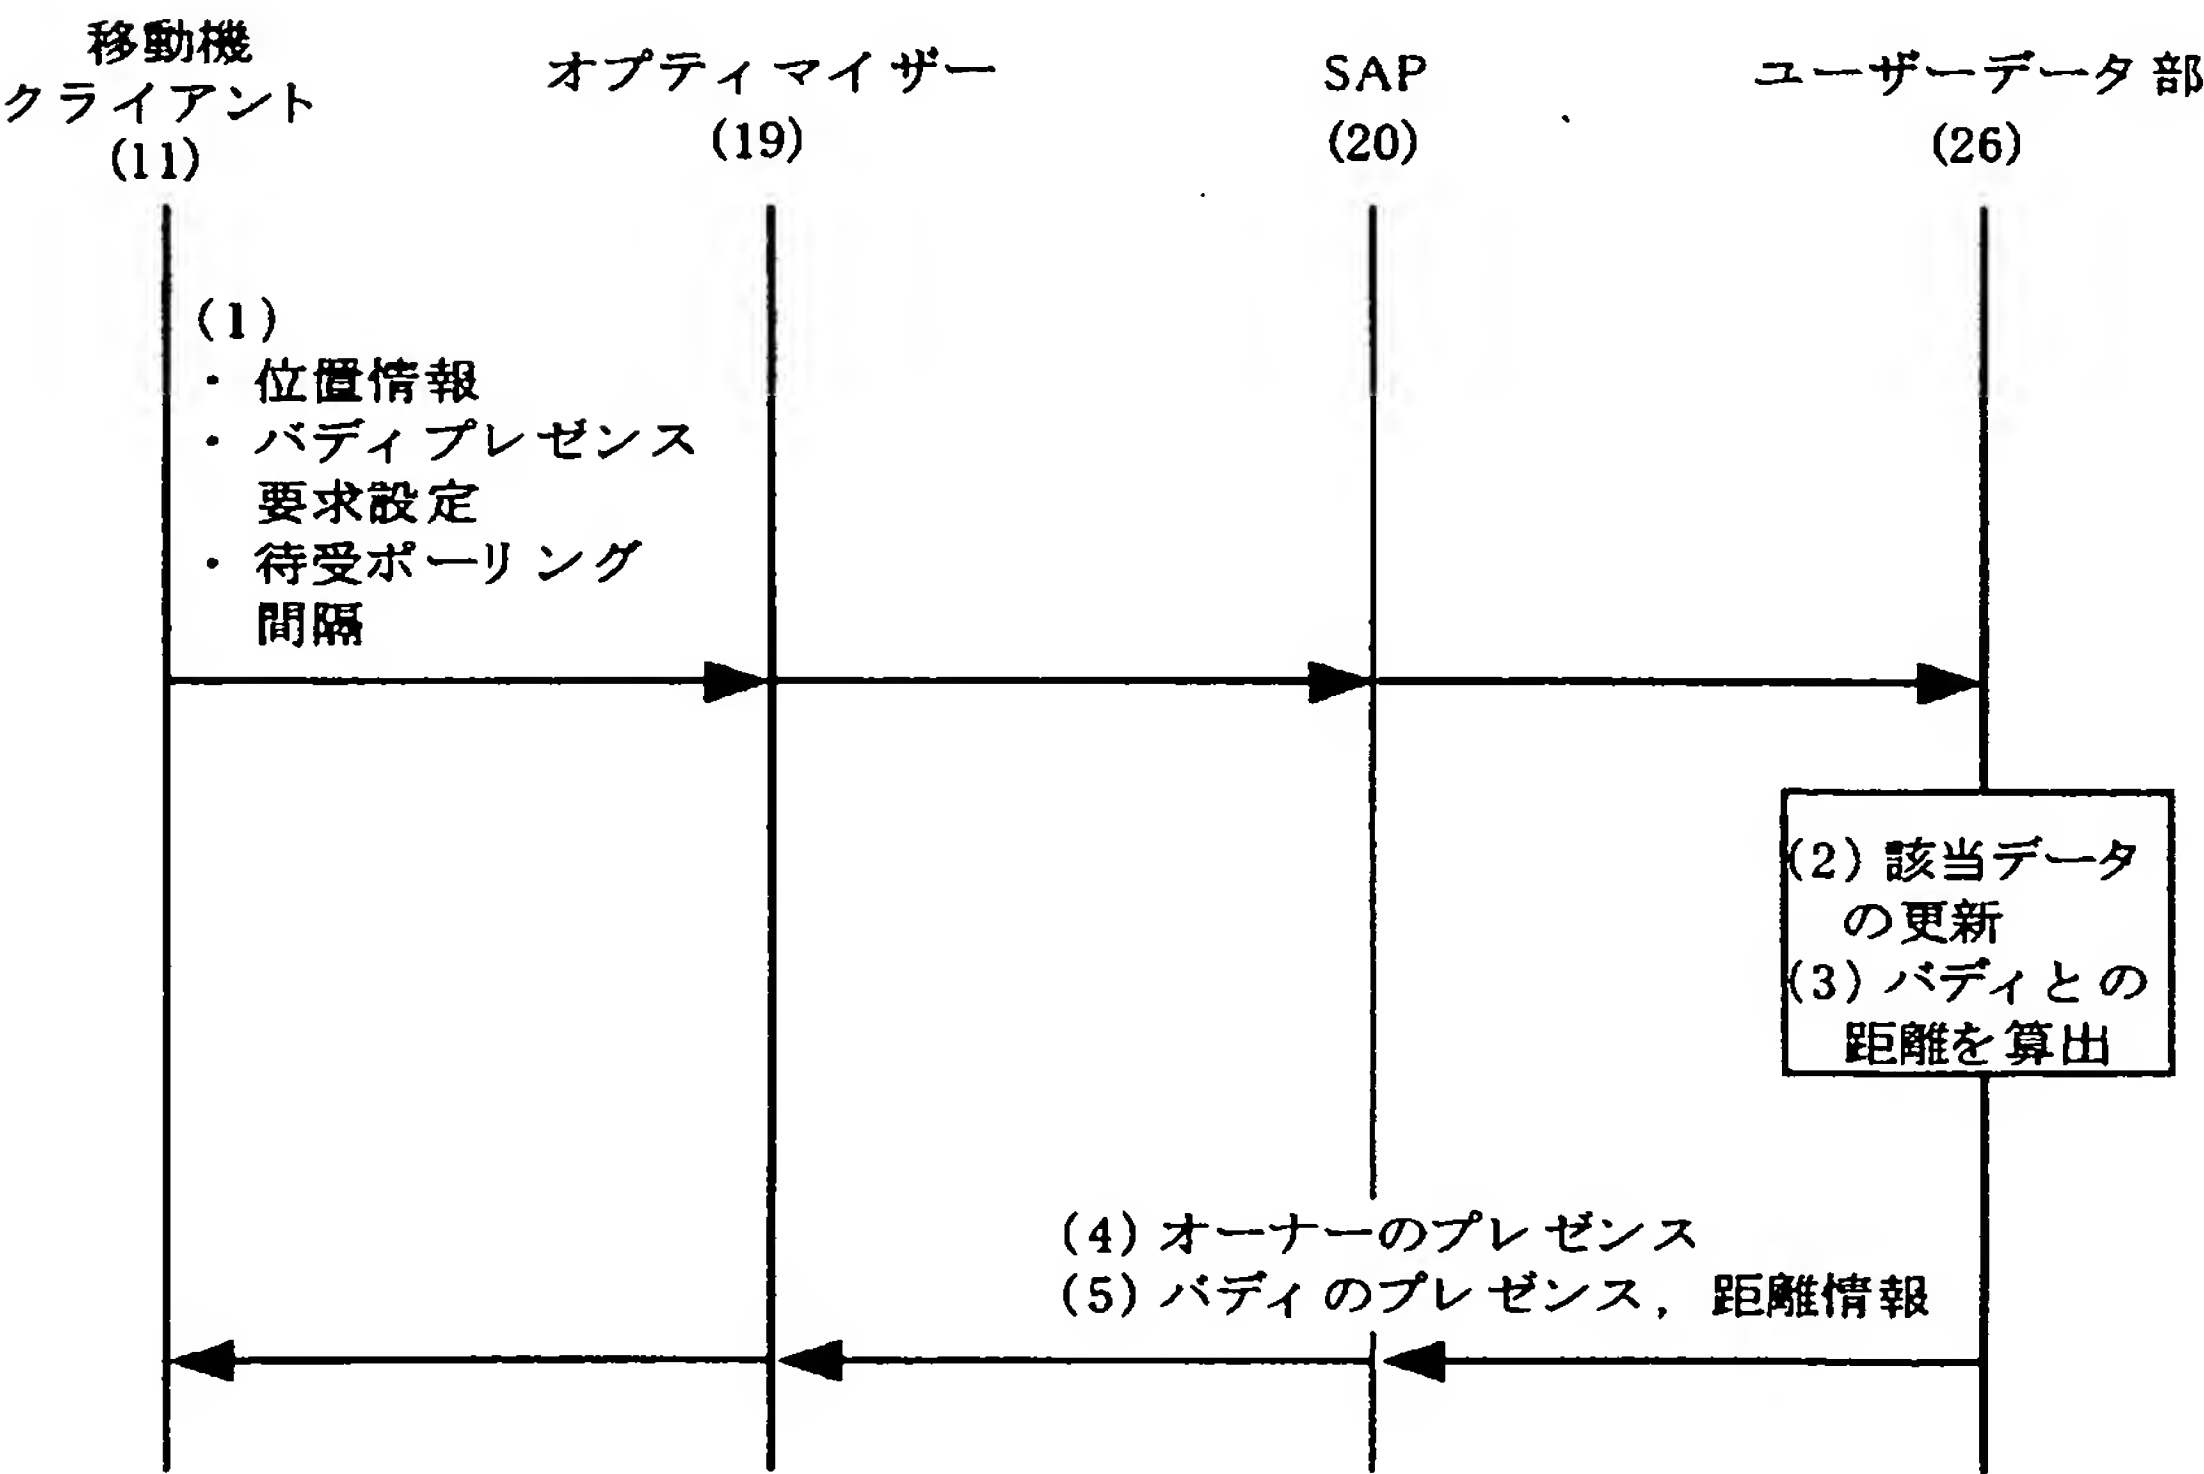 移動機
クライアント
(11)
オプティマイザー
(19)
SAP
(20)
ユーザーデータ部
(26)
(1)
・位置情報
・バディプレゼンス
要求設定
・待受ポーリング
間隔
(2)該当データ
の更新
(3)バディとの
距離を算出
(4)オーナーのプレゼンス
(5)バディのプレゼンス，距離情報